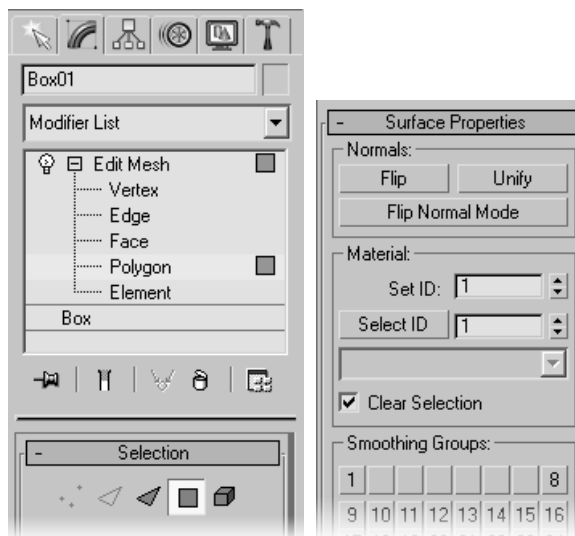 Box01
Modifier List
Edit Mesh
Vertex
Edge
Face
Polygon
Element
Box
- Selection
- Surface Properties
Normals:
Flip Unify
Flip Normal Mode
Material:
Set ID: 1
Select ID 1
Clear Selection
Smoothing Groups:
1 8
9 10 11 12 13 14 15 16